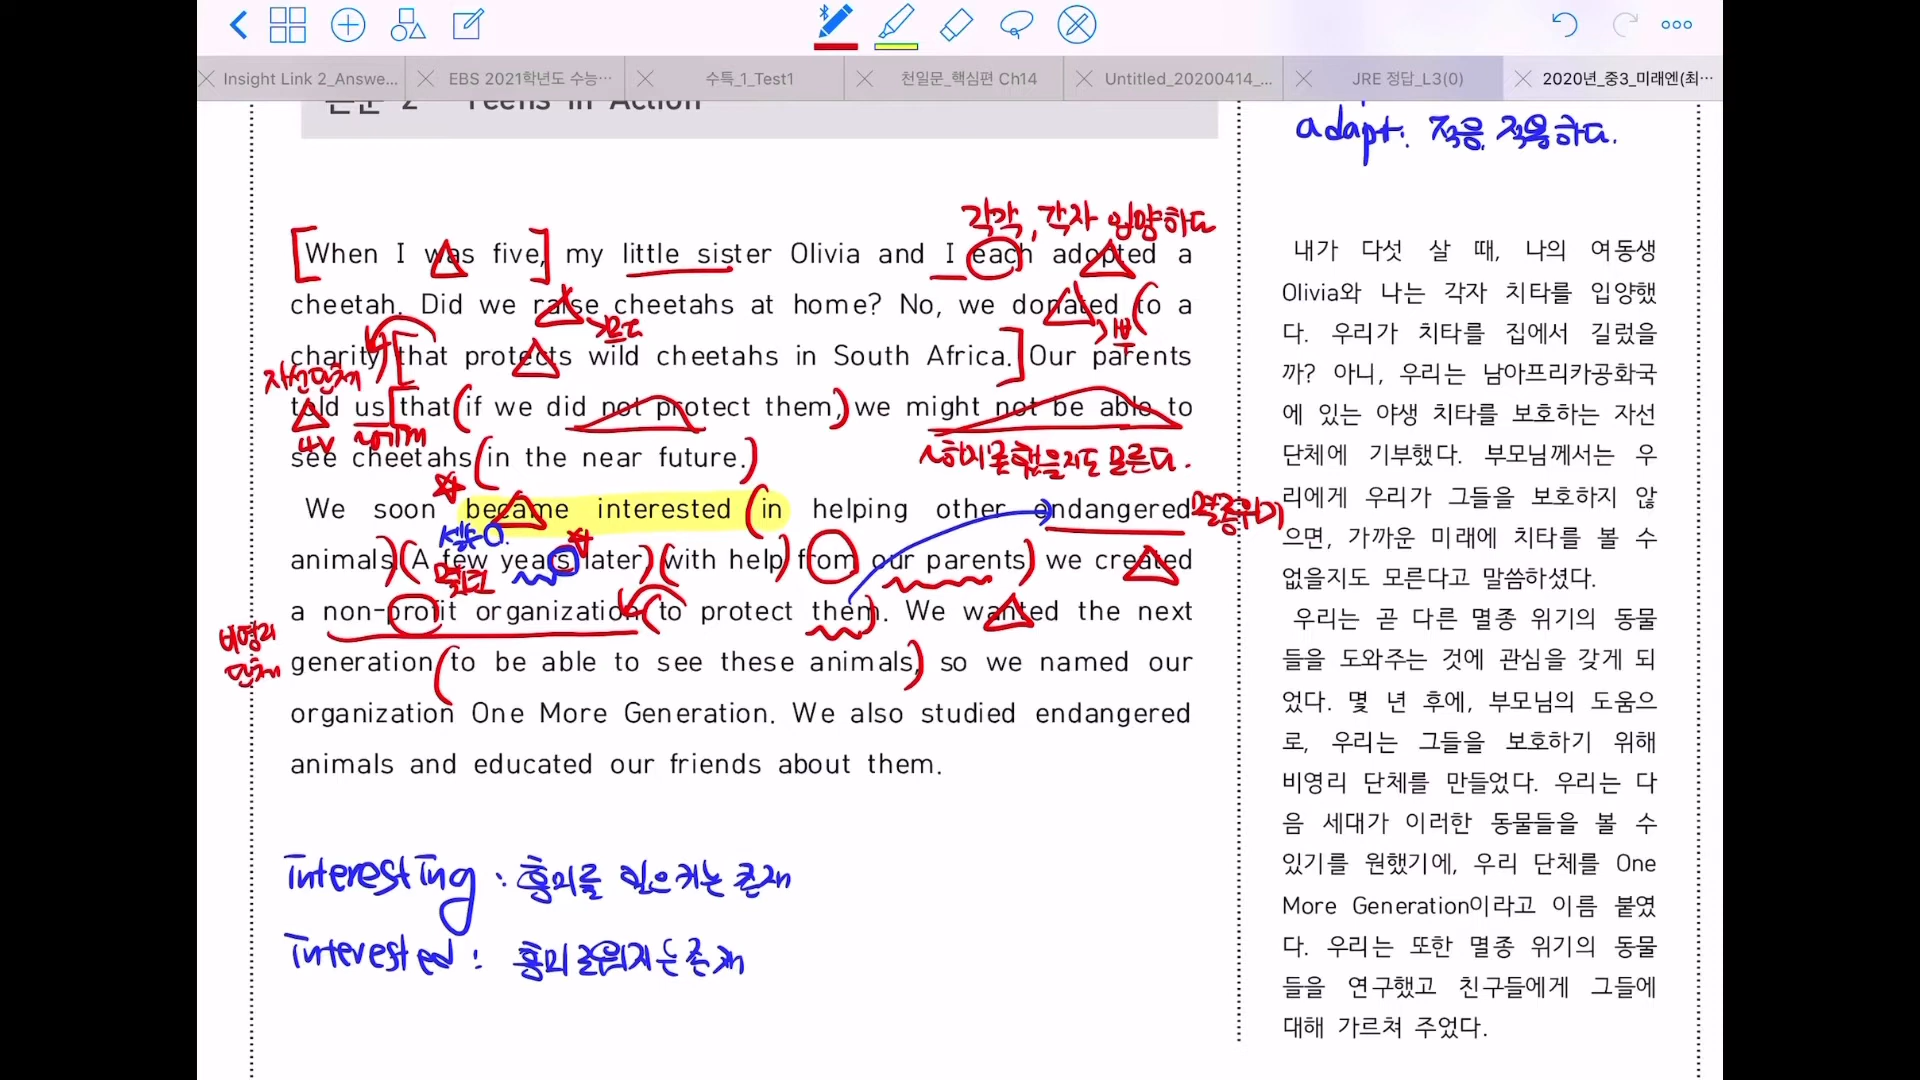 Insight Link 2_Answe...
EBS 2021학년도 수능...
수특_1_Test1
천일문_핵심편 Ch14
Untitled_20200414_...
JRE 정답_L3(0)
2020년_중3_미래엔(최...
본문 2 Teens in Action
adapt: 적응, 적용하다.
각각, 각자 입양하다
When I was five, my little sister Olivia and I each adopted a
cheetah. Did we raise cheetahs at home? No, we donated to a
기부
charity that protects wild cheetahs in South Africa. Our parents
자선단체
told us that if we did not protect them, we might not be able to
4V 에게
see cheetahs in the near future.
~하지 못했을지도 모른다.
We soon became interested in helping other endangered
멸종위기
animals. A few years later, with help from our parents, we created
a non-profit organization to protect them. We wanted the next
비영리
단체
generation to be able to see these animals, so we named our
organization One More Generation. We also studied endangered
animals and educated our friends about them.
interesting : 흥미를 일으키는 존재
interested : 흥미로워지는 존재
내가 다섯 살 때, 나의 여동생
Olivia와 나는 각자 치타를 입양했
다. 우리가 치타를 집에서 길렀을
까? 아니, 우리는 남아프리카공화국
에 있는 야생 치타를 보호하는 자선
단체에 기부했다. 부모님께서는 우
리에게 우리가 그들을 보호하지 않
으면, 가까운 미래에 치타를 볼 수
없을지도 모른다고 말씀하셨다.
우리는 곧 다른 멸종 위기의 동물
들을 도와주는 것에 관심을 갖게 되
었다. 몇 년 후에, 부모님의 도움으
로, 우리는 그들을 보호하기 위해
비영리 단체를 만들었다. 우리는 다
음 세대가 이러한 동물들을 볼 수
있기를 원했기에, 우리 단체를 One
More Generation이라고 이름 붙였
다. 우리는 또한 멸종 위기의 동물
들을 연구했고 친구들에게 그들에
대해 가르쳐 주었다.